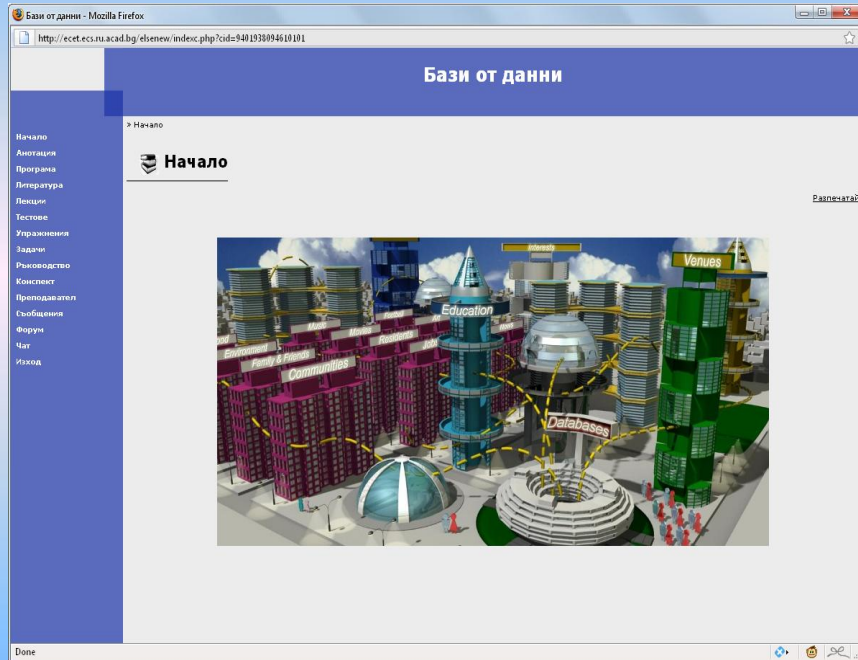 Бази от данни - Mozilla Firefox
http://ecet.ecs.ru.acad.bg/elsenew/indexc.php?cid=9401938094610101
Бази от данни
» Начало
Начало
Разпечатай
Начало
Анотация
Програма
Литература
Лекции
Тестове
Упражнения
Задачи
Ръководство
Конспект
Преподавател
Съобщения
Форум
Чат
Изход
Interests
Venues
Education
Football
Music
Movies
Residents
Jobs
News
Environment
Family & Friends
Communities
Databases
Done